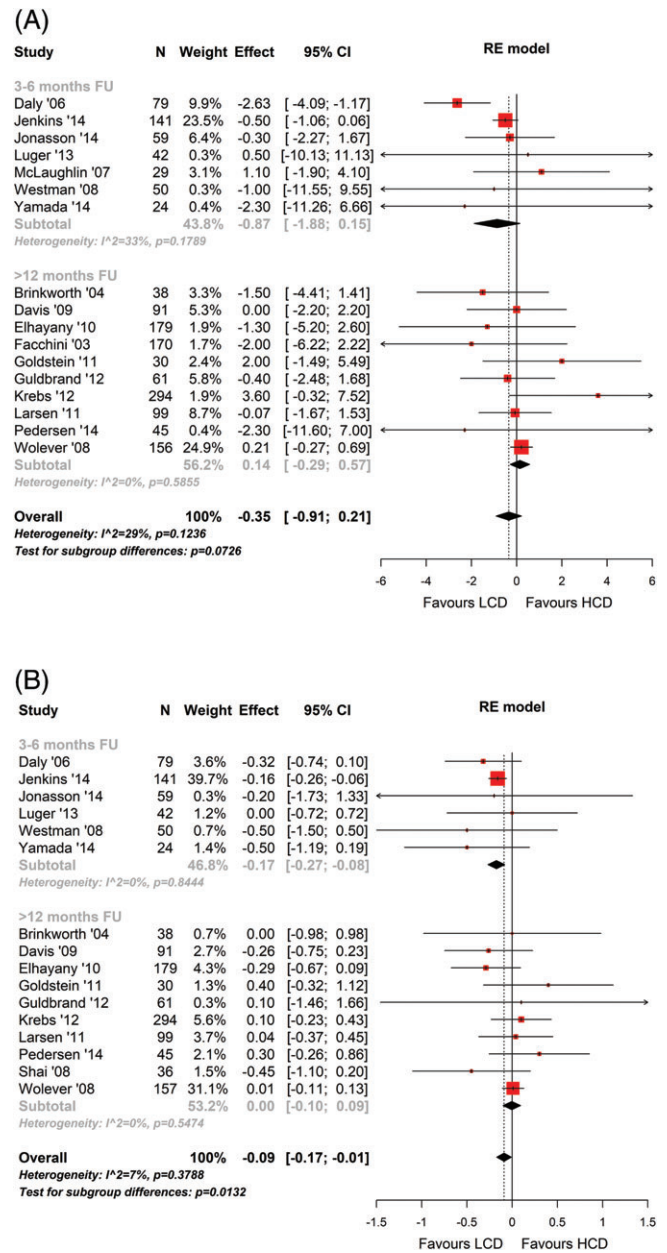 (A)
Study N Weight Effect 95% CI RE model
3-6 months FU
Daly '06 79 9.9% -2.63 [ -4.09; -1.17]
Jenkins '14 141 23.5% -0.50 [ -1.06; 0.06]
Jonasson '14 59 6.4% -0.30 [ -2.27; 1.67]
Luger '13 42 0.3% 0.50 [-10.13; 11.13]
McLaughlin '07 29 3.1% 1.10 [ -1.90; 4.10]
Westman '08 50 0.3% -1.00 [-11.55; 9.55]
Yamada '14 24 0.4% -2.30 [-11.26; 6.66]
Subtotal 43.8% -0.87 [ -1.88; 0.15]
Heterogeneity: I^2=33%, p=0.1789
>12 months FU
Brinkworth '04 38 3.3% -1.50 [ -4.41; 1.41]
Davis '09 91 5.3% 0.00 [ -2.20; 2.20]
Elhayany '10 179 1.9% -1.30 [ -5.20; 2.60]
Facchini '03 170 1.7% -2.00 [ -6.22; 2.22]
Goldstein '11 30 2.4% 2.00 [ -1.49; 5.49]
Guldbrand '12 61 5.8% -0.40 [ -2.48; 1.68]
Krebs '12 294 1.9% 3.60 [ -0.32; 7.52]
Larsen '11 99 8.7% -0.07 [ -1.67; 1.53]
Pedersen '14 45 0.4% -2.30 [-11.60; 7.00]
Wolever '08 156 24.9% 0.21 [ -0.27; 0.69]
Subtotal 56.2% 0.14 [ -0.29; 0.57]
Heterogeneity: I^2=0%, p=0.5855
Overall 100% -0.35 [ -0.91; 0.21]
Heterogeneity: I^2=29%, p=0.1236
Test for subgroup differences: p=0.0726
-6 -4 -2 0 2 4 6
Favours LCD Favours HCD
(B)
Study N Weight Effect 95% CI RE model
3-6 months FU
Daly '06 79 3.6% -0.32 [-0.74; 0.10]
Jenkins '14 141 39.7% -0.16 [-0.26; -0.06]
Jonasson '14 59 0.3% -0.20 [-1.73; 1.33]
Luger '13 42 1.2% 0.00 [-0.72; 0.72]
Westman '08 50 0.7% -0.50 [-1.50; 0.50]
Yamada '14 24 1.4% -0.50 [-1.19; 0.19]
Subtotal 46.8% -0.17 [-0.27; -0.08]
Heterogeneity: I^2=0%, p=0.8444
>12 months FU
Brinkworth '04 38 0.7% 0.00 [-0.98; 0.98]
Davis '09 91 2.7% -0.26 [-0.75; 0.23]
Elhayany '10 179 4.3% -0.29 [-0.67; 0.09]
Goldstein '11 30 1.3% 0.40 [-0.32; 1.12]
Guldbrand '12 61 0.3% 0.10 [-1.46; 1.66]
Krebs '12 294 5.6% 0.10 [-0.23; 0.43]
Larsen '11 99 3.7% 0.04 [-0.37; 0.45]
Pedersen '14 45 2.1% 0.30 [-0.26; 0.86]
Shai '08 36 1.5% -0.45 [-1.10; 0.20]
Wolever '08 157 31.1% 0.01 [-0.11; 0.13]
Subtotal 53.2% 0.00 [-0.10; 0.09]
Heterogeneity: I^2=0%, p=0.5474
Overall 100% -0.09 [-0.17; -0.01]
Heterogeneity: I^2=7%, p=0.3788
Test for subgroup differences: p=0.0132
-1.5 -1 -0.5 0 0.5 1 1.5
Favours LCD Favours HCD